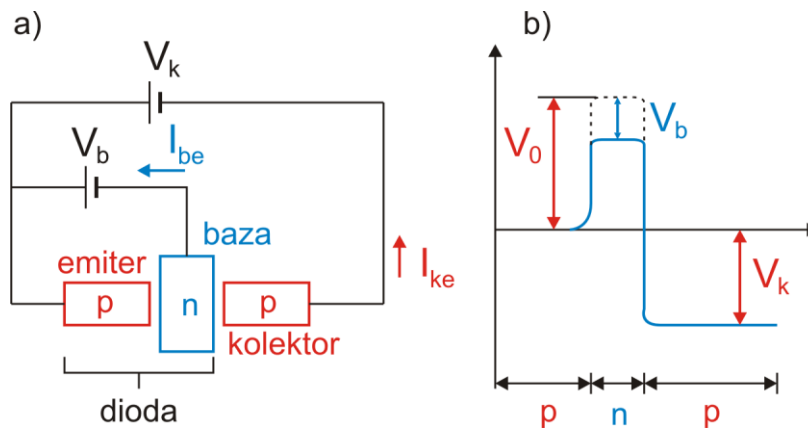 a)
V_k
V_b
I_be
baza
emiter
p
n
p
kolektor
I_ke
dioda
b)
V_0
V_b
V_k
p
n
p